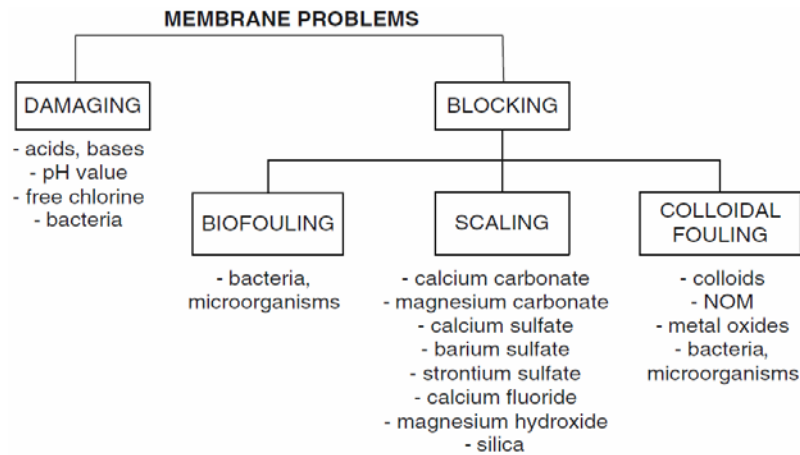 MEMBRANE PROBLEMS
DAMAGING
- acids, bases
- pH value
- free chlorine
- bacteria
BLOCKING
BIOFOULING
- bacteria,
microorganisms
SCALING
- calcium carbonate
- magnesium carbonate
- calcium sulfate
- barium sulfate
- strontium sulfate
- calcium fluoride
- magnesium hydroxide
- silica
COLLOIDAL
FOULING
- colloids
- NOM
- metal oxides
- bacteria,
microorganisms